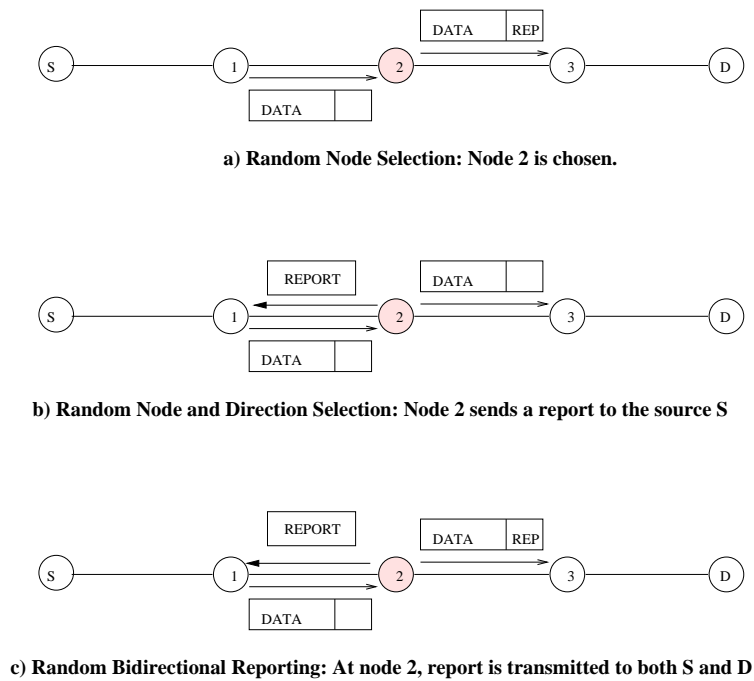 DATA REP
S 1 2 3 D
DATA
a) Random Node Selection: Node 2 is chosen.
REPORT DATA
S 1 2 3 D
DATA
b) Random Node and Direction Selection: Node 2 sends a report to the source S
REPORT DATA REP
S 1 2 3 D
DATA
c) Random Bidirectional Reporting: At node 2, report is transmitted to both S and D